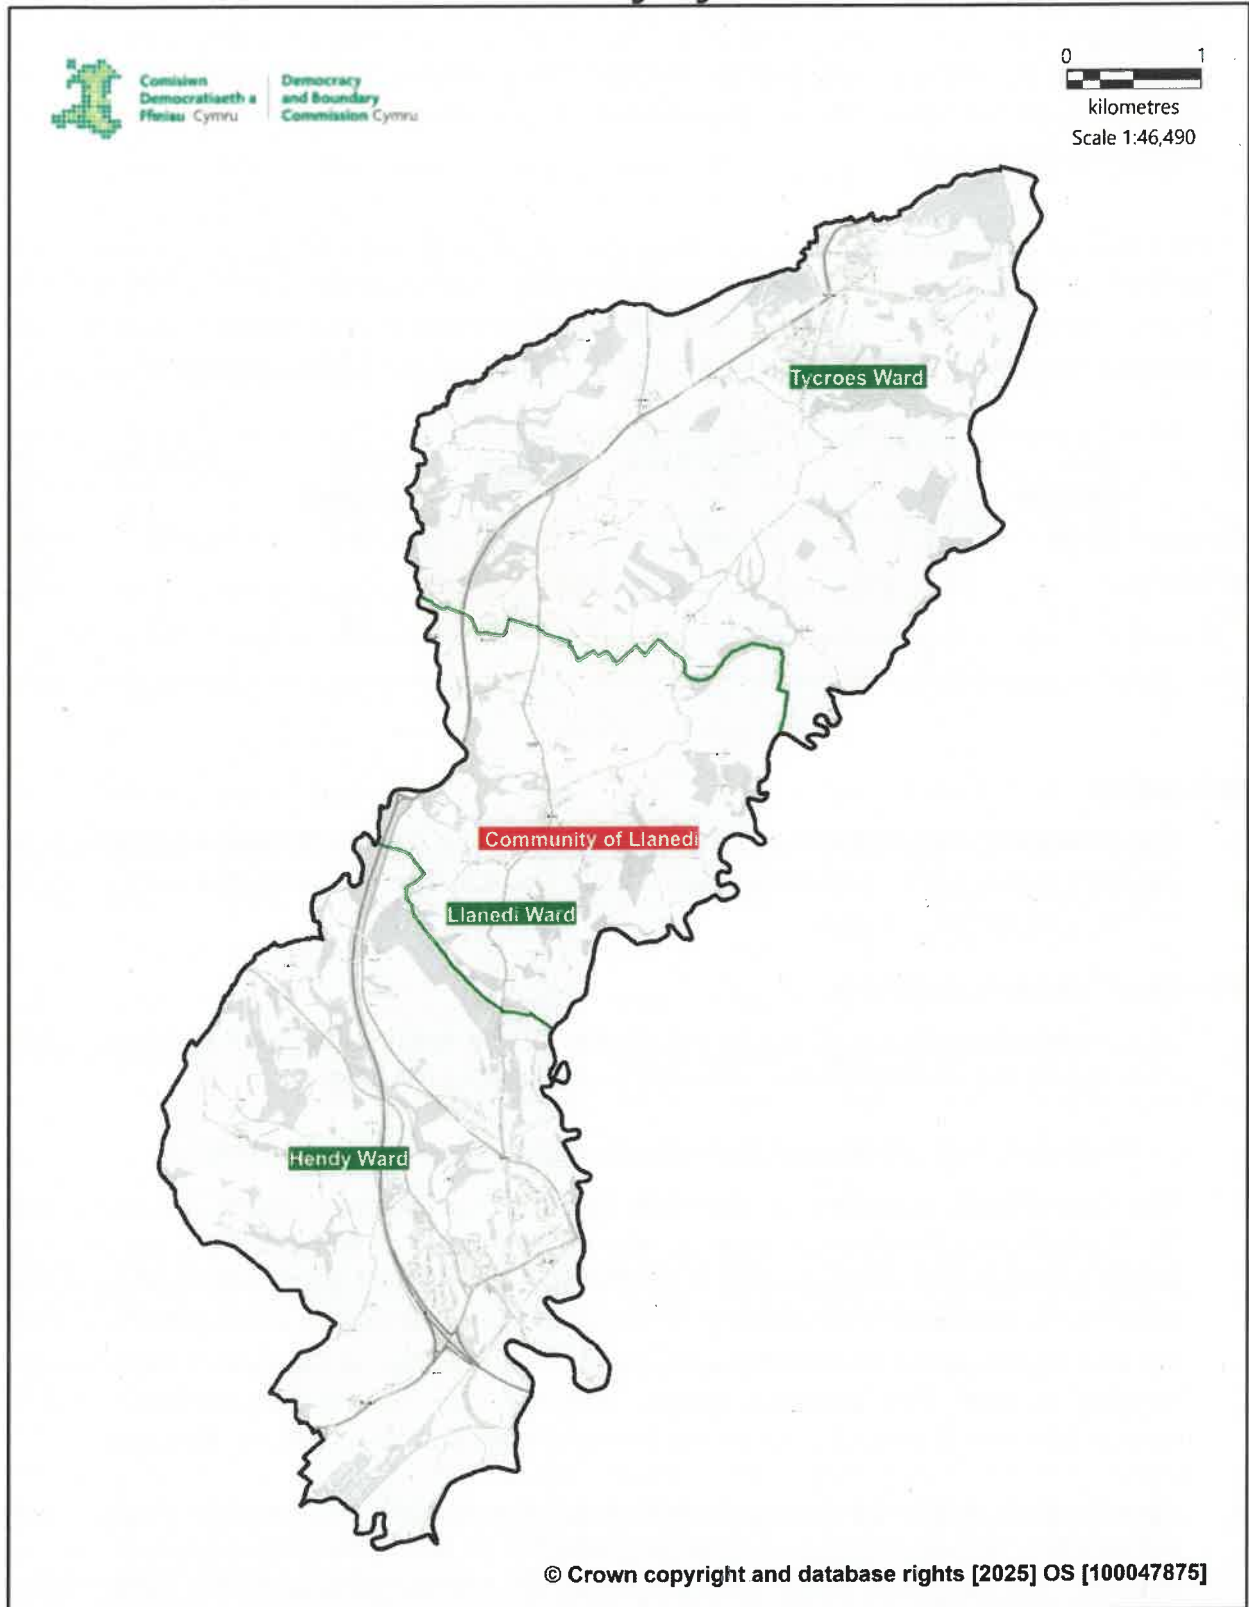 Comisiwn
Democratiaeth a
Ffiniau Cymru
Democracy
and Boundary
Commission Cymru
0 1
kilometres
Scale 1:46,490
Tycroes Ward
Community of Llanedi
Llanedi Ward
Hendy Ward
© Crown copyright and database rights [2025] OS [100047875]